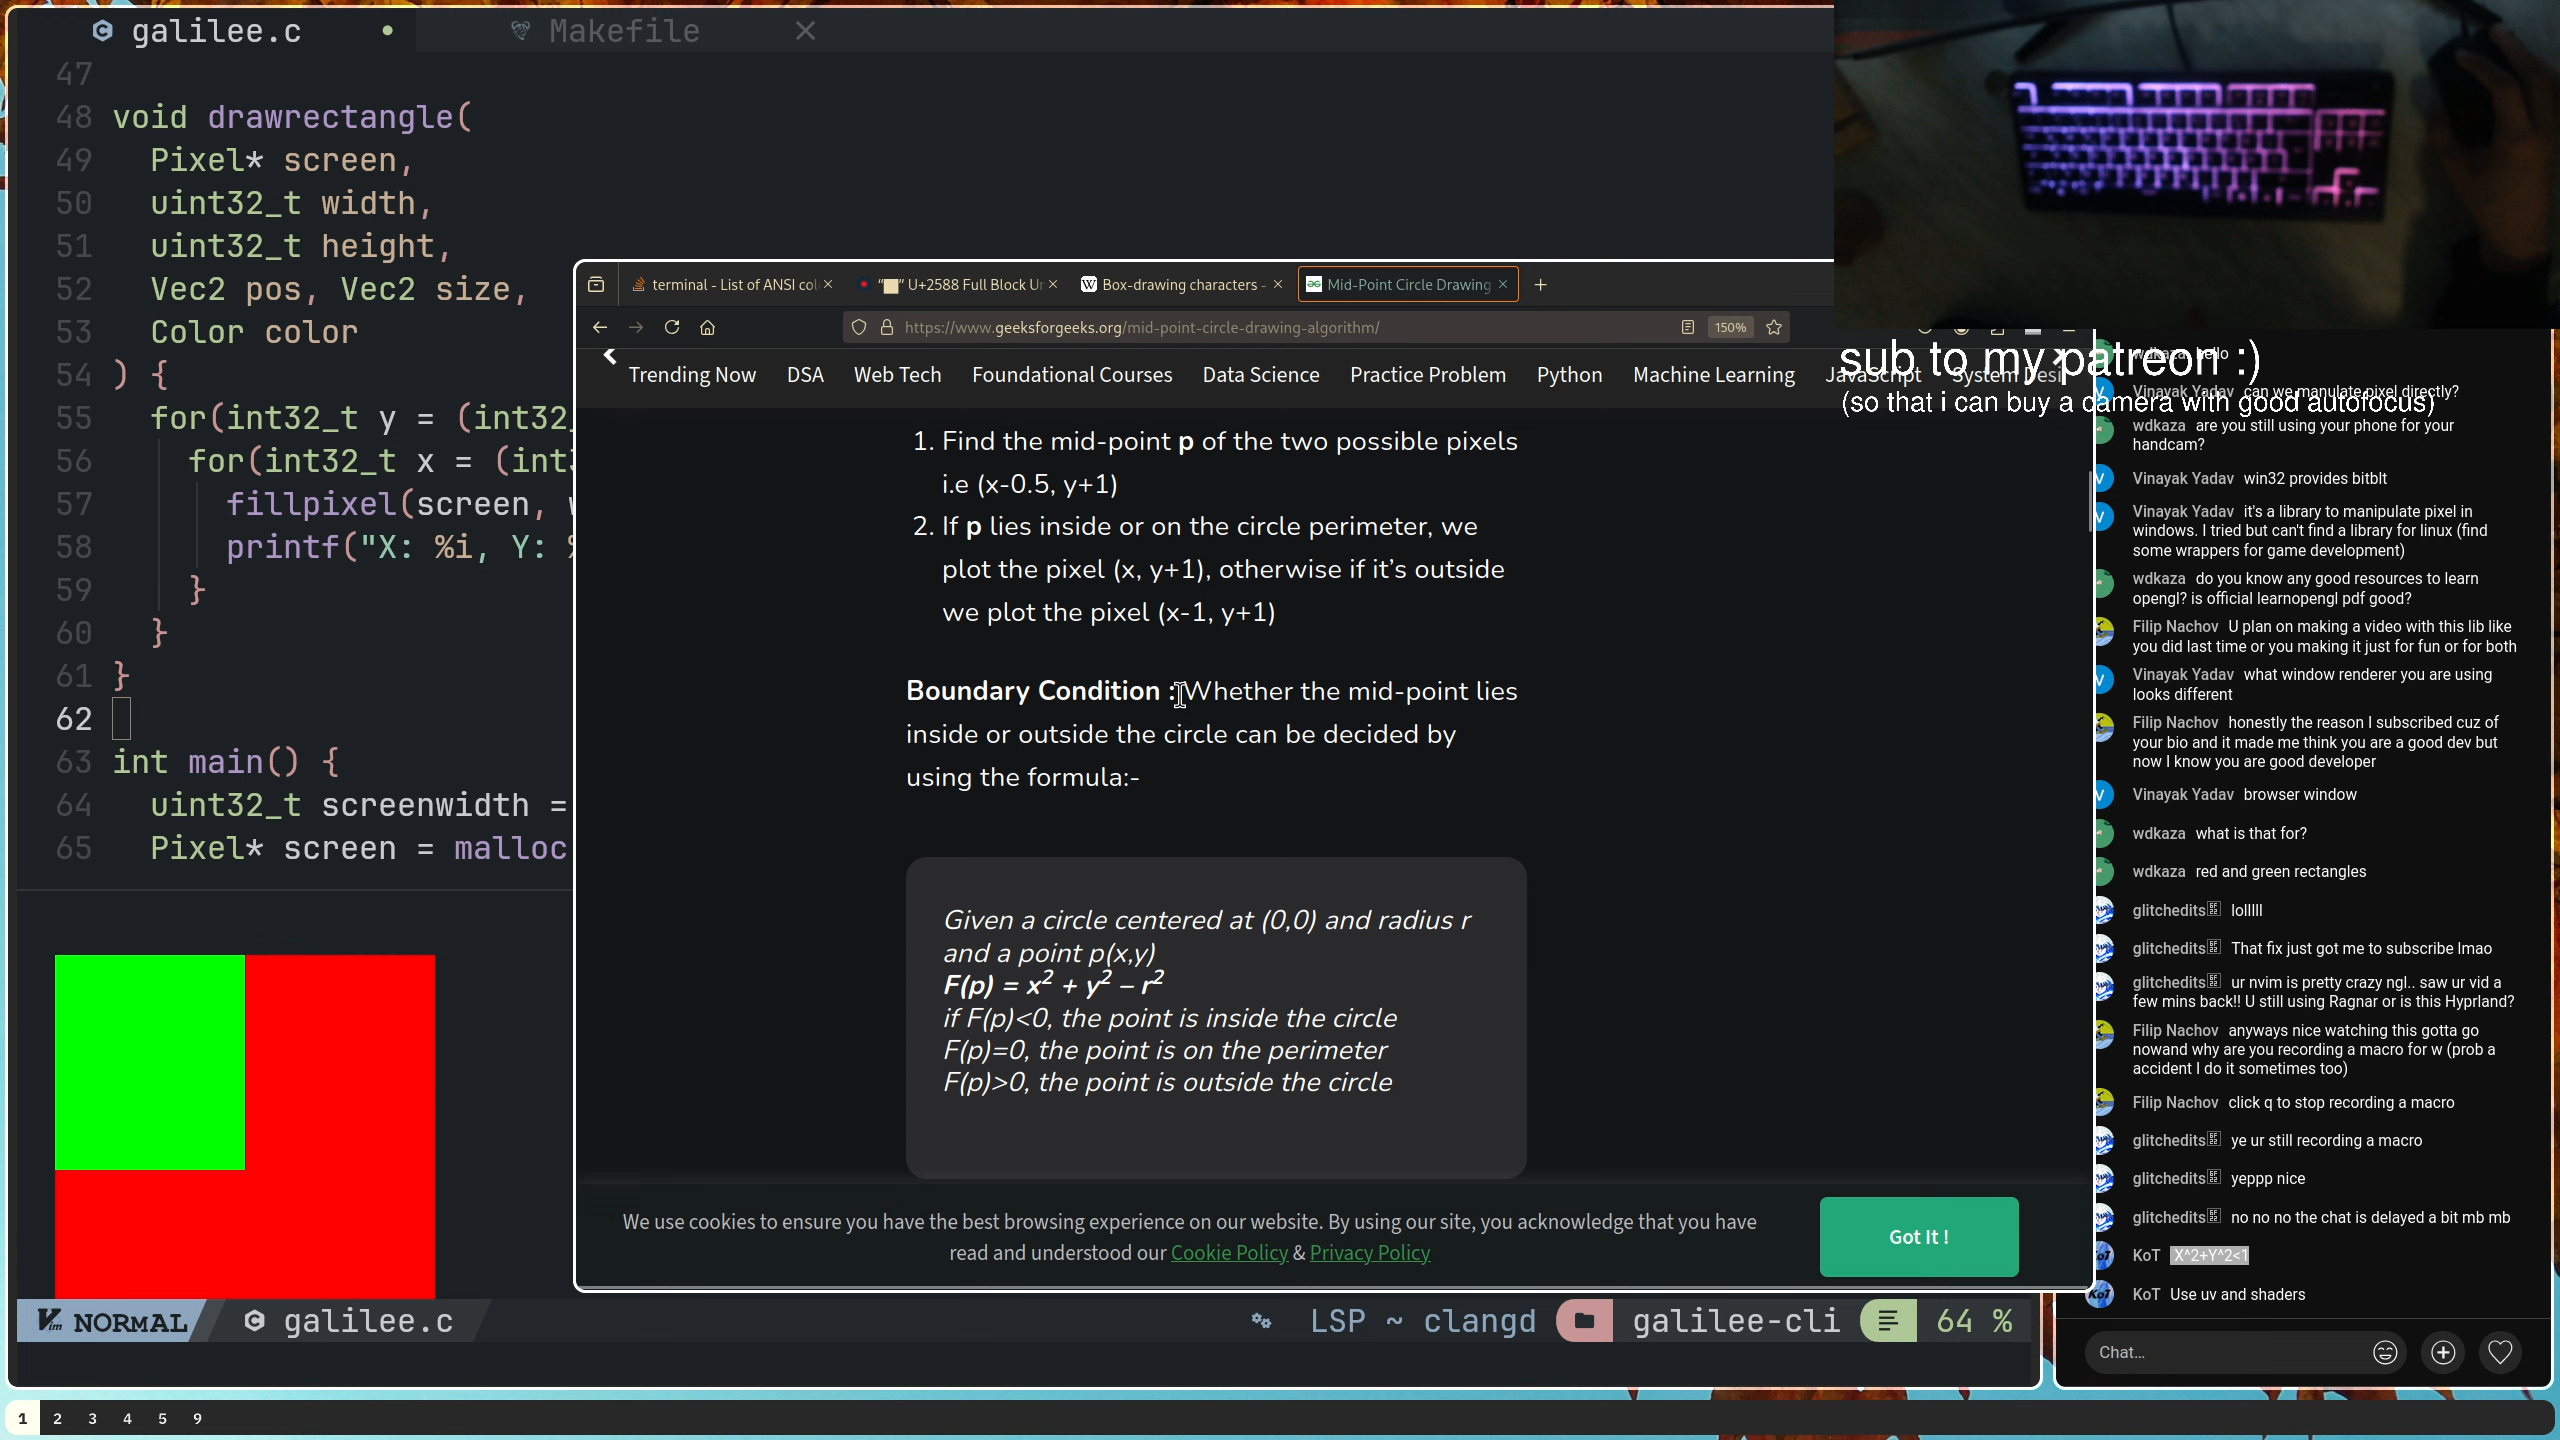 galilee.c
Makefile
47
48 void drawrectangle(
49 Pixel* screen,
50 uint32_t width,
51 uint32_t height,
52 Vec2 pos, Vec2 size,
53 Color color
54 ) {
55 for(int32_t y = (int32
56 for(int32_t x = (int
57 fillpixel(screen,
58 printf("X: %i, Y:
59 }
60 }
61 }
62
63 int main() {
64 uint32_t screenwidth =
65 Pixel* screen = malloc
NORMAL galilee.c LSP ~ clangd galilee-cli 64 %
1 2 3 4 5 9
terminal - List of ANSI col
"█" U+2588 Full Block Un
Box-drawing characters -
Mid-Point Circle Drawing
https://www.geeksforgeeks.org/mid-point-circle-drawing-algorithm/
150%
Trending Now DSA Web Tech Foundational Courses Data Science Practice Problem Python Machine Learning JavaScript System Desi
1. Find the mid-point p of the two possible pixels
i.e (x-0.5, y+1)
2. If p lies inside or on the circle perimeter, we
plot the pixel (x, y+1), otherwise if it's outside
we plot the pixel (x-1, y+1)
Boundary Condition : Whether the mid-point lies
inside or outside the circle can be decided by
using the formula:-
Given a circle centered at (0,0) and radius r
and a point p(x,y)
F(p) = x² + y² – r²
if F(p)<0, the point is inside the circle
F(p)=0, the point is on the perimeter
F(p)>0, the point is outside the circle
We use cookies to ensure you have the best browsing experience on our website. By using our site, you acknowledge that you have
read and understood our Cookie Policy & Privacy Policy
Got It !
sub to my patreon :)
(so that i can buy a camera with good autofocus)
wdkaza hello
Vinayak Yadav can we manulate pixel directly?
wdkaza are you still using your phone for your
handcam?
Vinayak Yadav win32 provides bitblt
Vinayak Yadav it's a library to manipulate pixel in
windows. I tried but can't find a library for linux (find
some wrappers for game development)
wdkaza do you know any good resources to learn
opengl? is official learnopengl pdf good?
Filip Nachov U plan on making a video with this lib like
you did last time or you making it just for fun or for both
Vinayak Yadav what window renderer you are using
looks different
Filip Nachov honestly the reason I subscribed cuz of
your bio and it made me think you are a good dev but
now I know you are good developer
Vinayak Yadav browser window
wdkaza what is that for?
wdkaza red and green rectangles
glitchedits lolllll
glitchedits That fix just got me to subscribe lmao
glitchedits ur nvim is pretty crazy ngl.. saw ur vid a
few mins back!! U still using Ragnar or is this Hyprland?
Filip Nachov anyways nice watching this gotta go
nowand why are you recording a macro for w (prob a
accident I do it sometimes too)
Filip Nachov click q to stop recording a macro
glitchedits ye ur still recording a macro
glitchedits yeppp nice
glitchedits no no no the chat is delayed a bit mb mb
KoT X^2+Y^2<1
KoT Use uv and shaders
Chat...